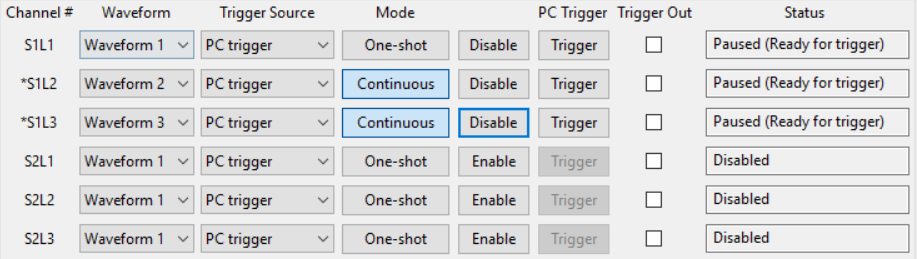 Channel # Waveform Trigger Source Mode PC Trigger Trigger Out Status
S1L1 Waveform 1 PC trigger One-shot Disable Trigger Paused (Ready for trigger)
*S1L2 Waveform 2 PC trigger Continuous Disable Trigger Paused (Ready for trigger)
*S1L3 Waveform 3 PC trigger Continuous Disable Trigger Paused (Ready for trigger)
S2L1 Waveform 1 PC trigger One-shot Enable Trigger Disabled
S2L2 Waveform 1 PC trigger One-shot Enable Trigger Disabled
S2L3 Waveform 1 PC trigger One-shot Enable Trigger Disabled